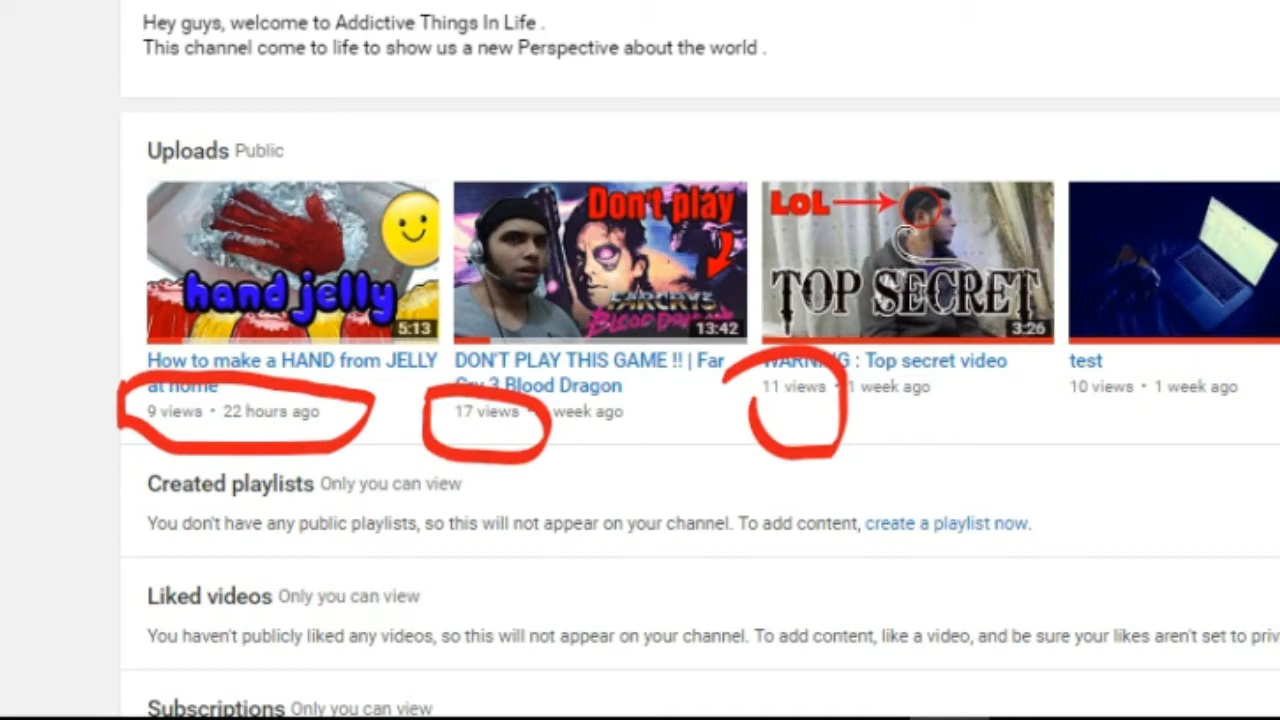 Hey guys, welcome to Addictive Things In Life .
This channel come to life to show us a new Perspective about the world .
Uploads Public
hand jelly
5:13
Don't play
FARCRY3
BLOOD DRAGON
13:42
LOL
TOP SECRET
3:26
How to make a HAND from JELLY
at home
9 views • 22 hours ago
DON'T PLAY THIS GAME !! | Far
Cry 3 Blood Dragon
17 views • week ago
WARNING : Top secret video
11 views • 1 week ago
test
10 views • 1 week ago
Created playlists Only you can view
You don't have any public playlists, so this will not appear on your channel. To add content, create a playlist now.
Liked videos Only you can view
You haven't publicly liked any videos, so this will not appear on your channel. To add content, like a video, and be sure your likes aren't set to priv
Subscriptions Only you can view